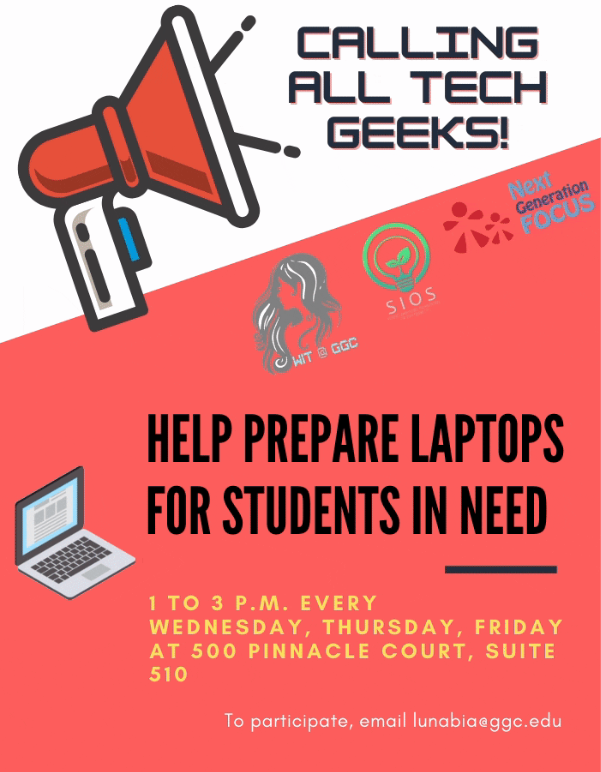 CALLING
ALL TECH
GEEKS!
Next
Generation
FOCUS
SIOS
WIT @ GGC
HELP PREPARE LAPTOPS
FOR STUDENTS IN NEED
1 TO 3 P.M. EVERY
WEDNESDAY, THURSDAY, FRIDAY
AT 500 PINNACLE COURT, SUITE
510
To participate, email lunabia@ggc.edu